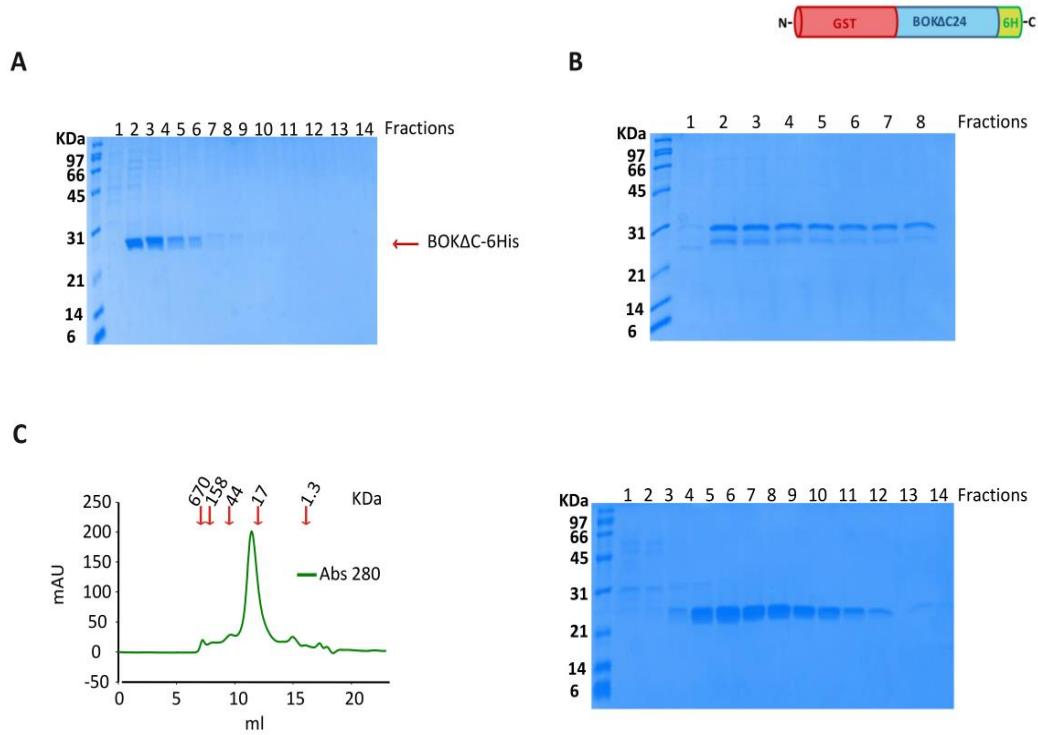 N- GST BOKΔC24 6H -C
A
1 2 3 4 5 6 7 8 9 10 11 12 13 14 Fractions
KDa
97
66
45
31
21
14
6
BOKΔC-6His
B
1 2 3 4 5 6 7 8 Fractions
KDa
97
66
45
31
21
14
6
C
670 158 44 17 1.3 KDa
250
200
150
100
50
0
-50
mAU
Abs 280
0 5 10 15 20
ml
1 2 3 4 5 6 7 8 9 10 11 12 13 14 Fractions
KDa
97
66
45
31
21
14
6